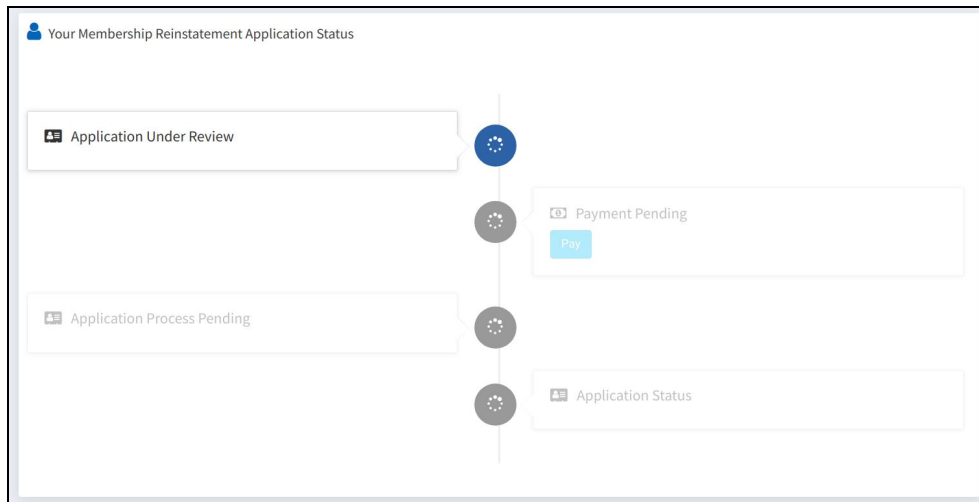 Your Membership Reinstatement Application Status
Application Under Review
Payment Pending
Pay
Application Process Pending
Application Status